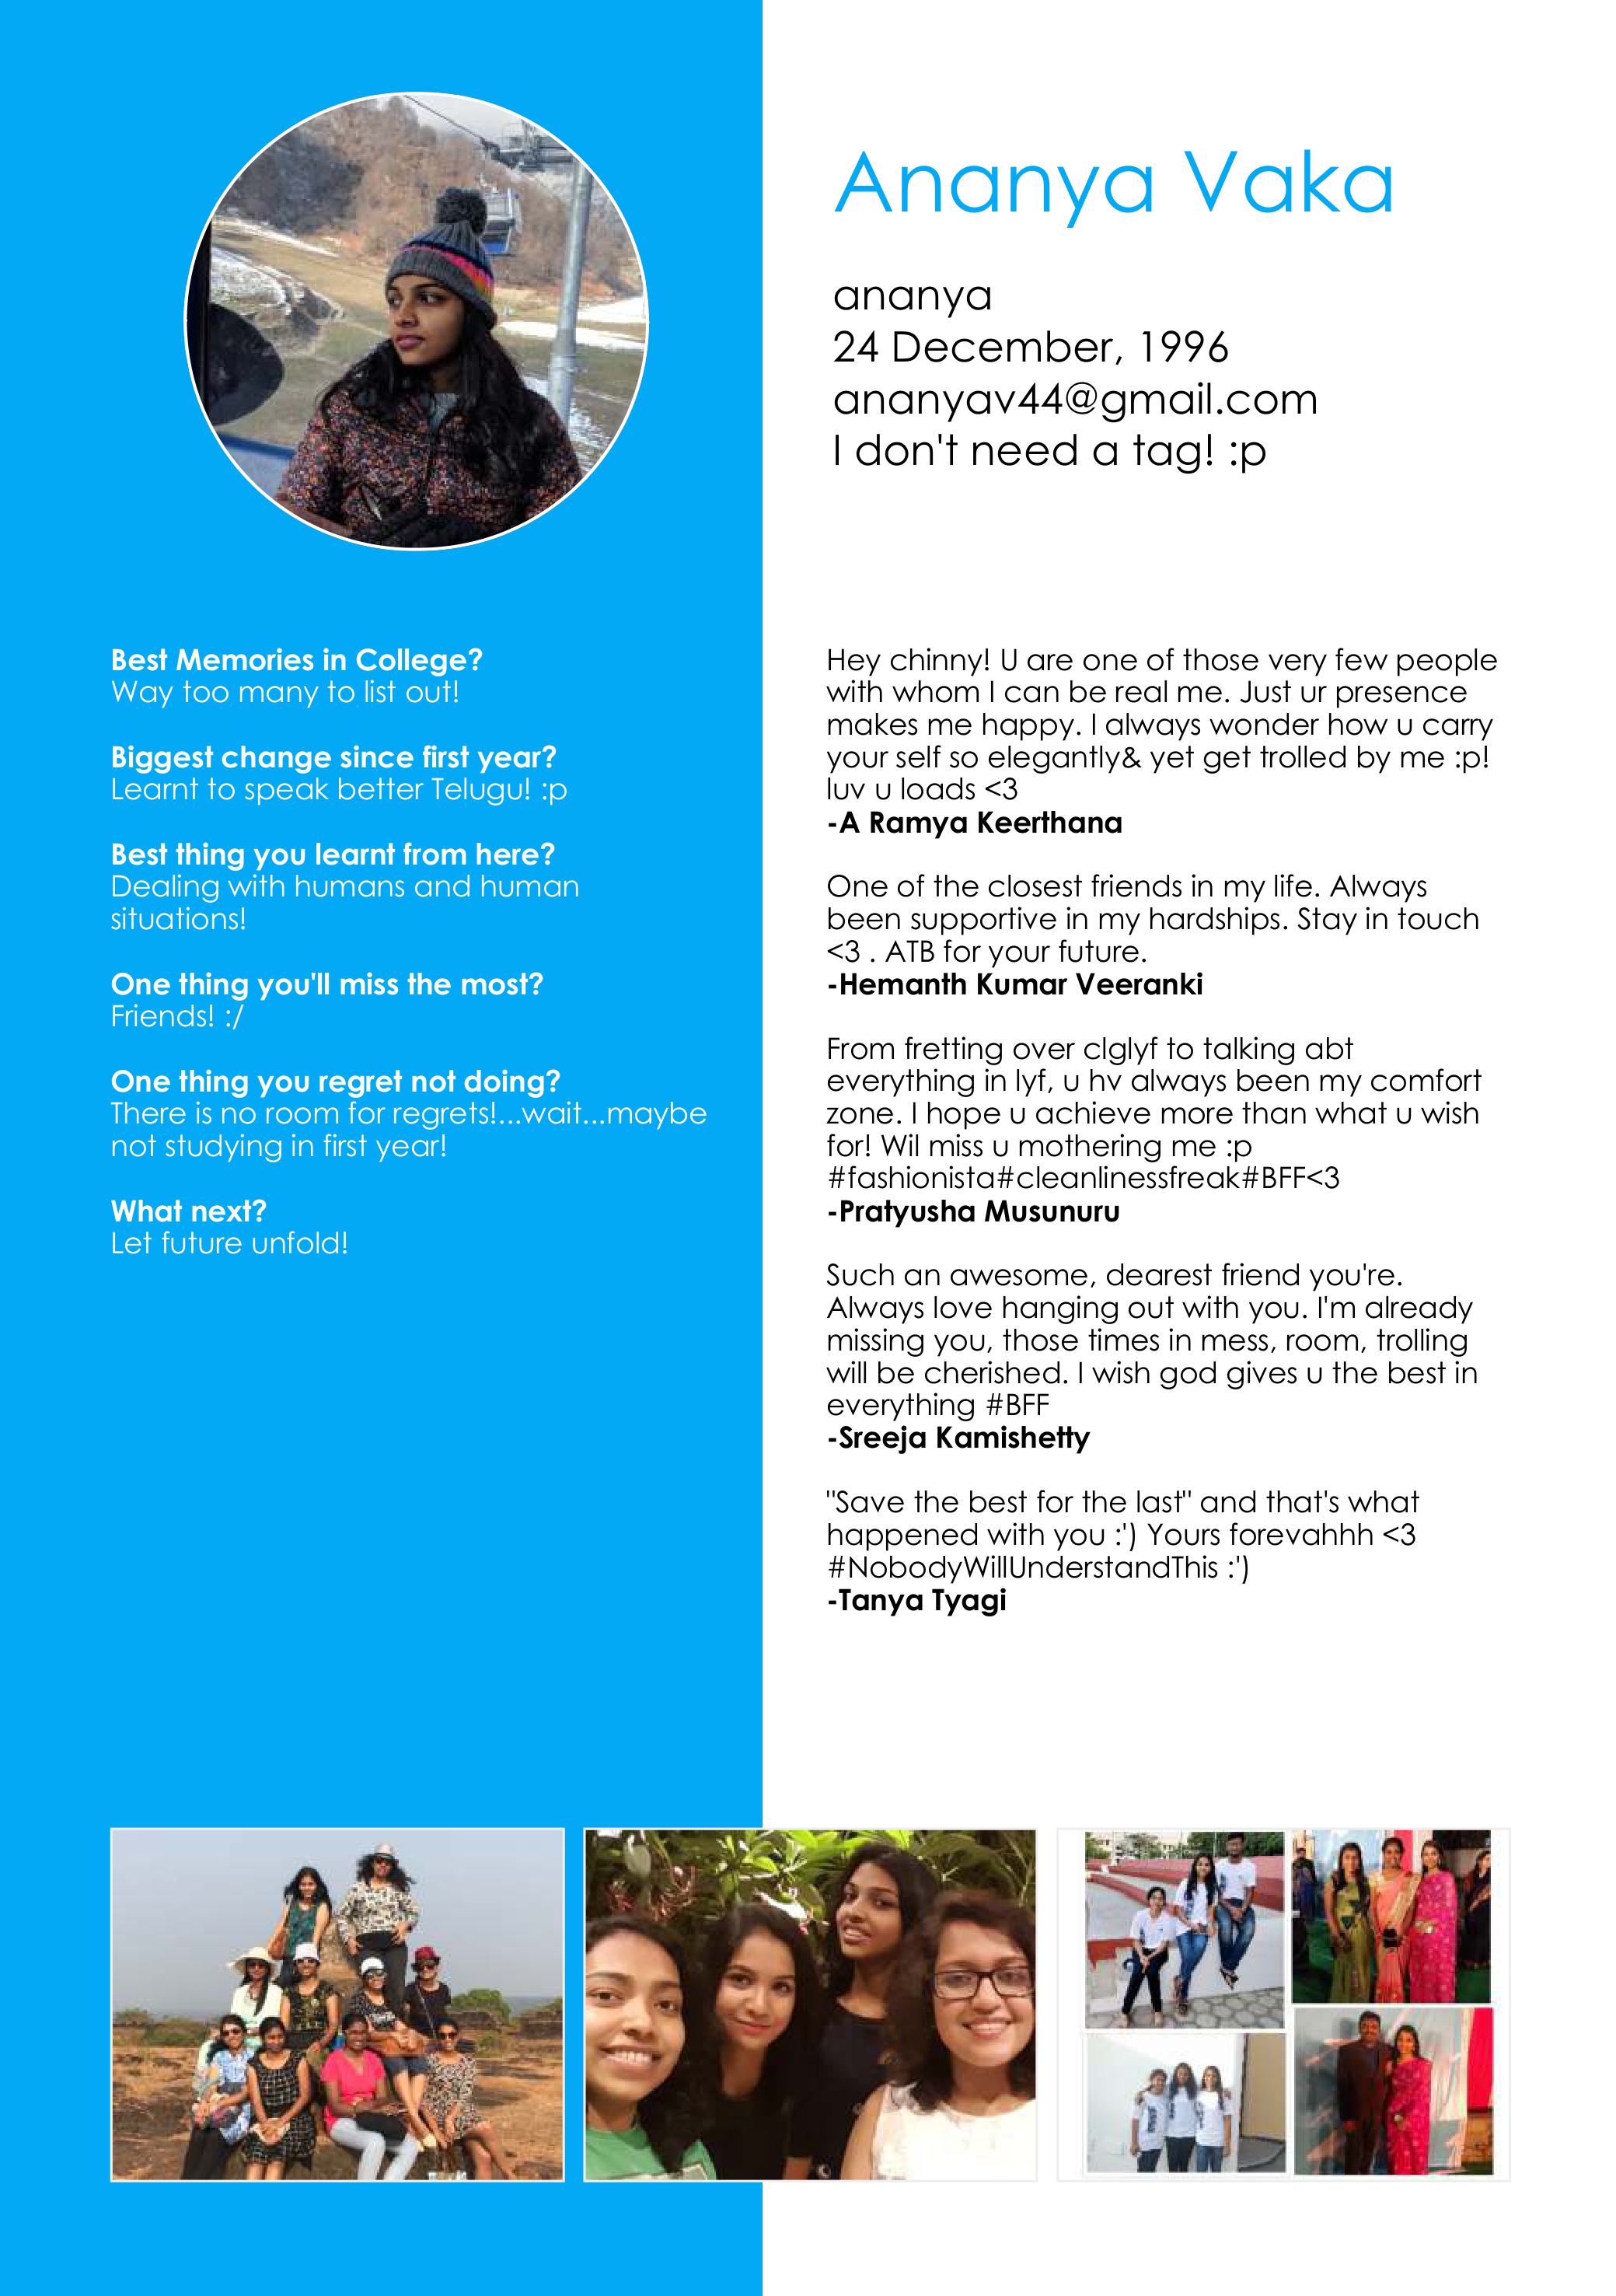 Ananya Vaka
ananya
24 December, 1996
ananyav44@gmail.com
I don't need a tag! :p
Best Memories in College?
Way too many to list out!
Biggest change since first year?
Learnt to speak better Telugu! :p
Best thing you learnt from here?
Dealing with humans and human
situations!
One thing you'll miss the most?
Friends! :/
One thing you regret not doing?
There is no room for regrets!...wait...maybe
not studying in first year!
What next?
Let future unfold!
Hey chinny! U are one of those very few people
with whom I can be real me. Just ur presence
makes me happy. I always wonder how u carry
your self so elegantly& yet get trolled by me :p!
luv u loads <3
-A Ramya Keerthana
One of the closest friends in my life. Always
been supportive in my hardships. Stay in touch
<3 . ATB for your future.
-Hemanth Kumar Veeranki
From fretting over clglyf to talking abt
everything in lyf, u hv always been my comfort
zone. I hope u achieve more than what u wish
for! Wil miss u mothering me :p
#fashionista#cleanlinessfreak#BFF<3
-Pratyusha Musunuru
Such an awesome, dearest friend you're.
Always love hanging out with you. I'm already
missing you, those times in mess, room, trolling
will be cherished. I wish god gives u the best in
everything #BFF
-Sreeja Kamishetty
"Save the best for the last" and that's what
happened with you :') Yours forevahhh <3
#NobodyWillUnderstandThis :')
-Tanya Tyagi